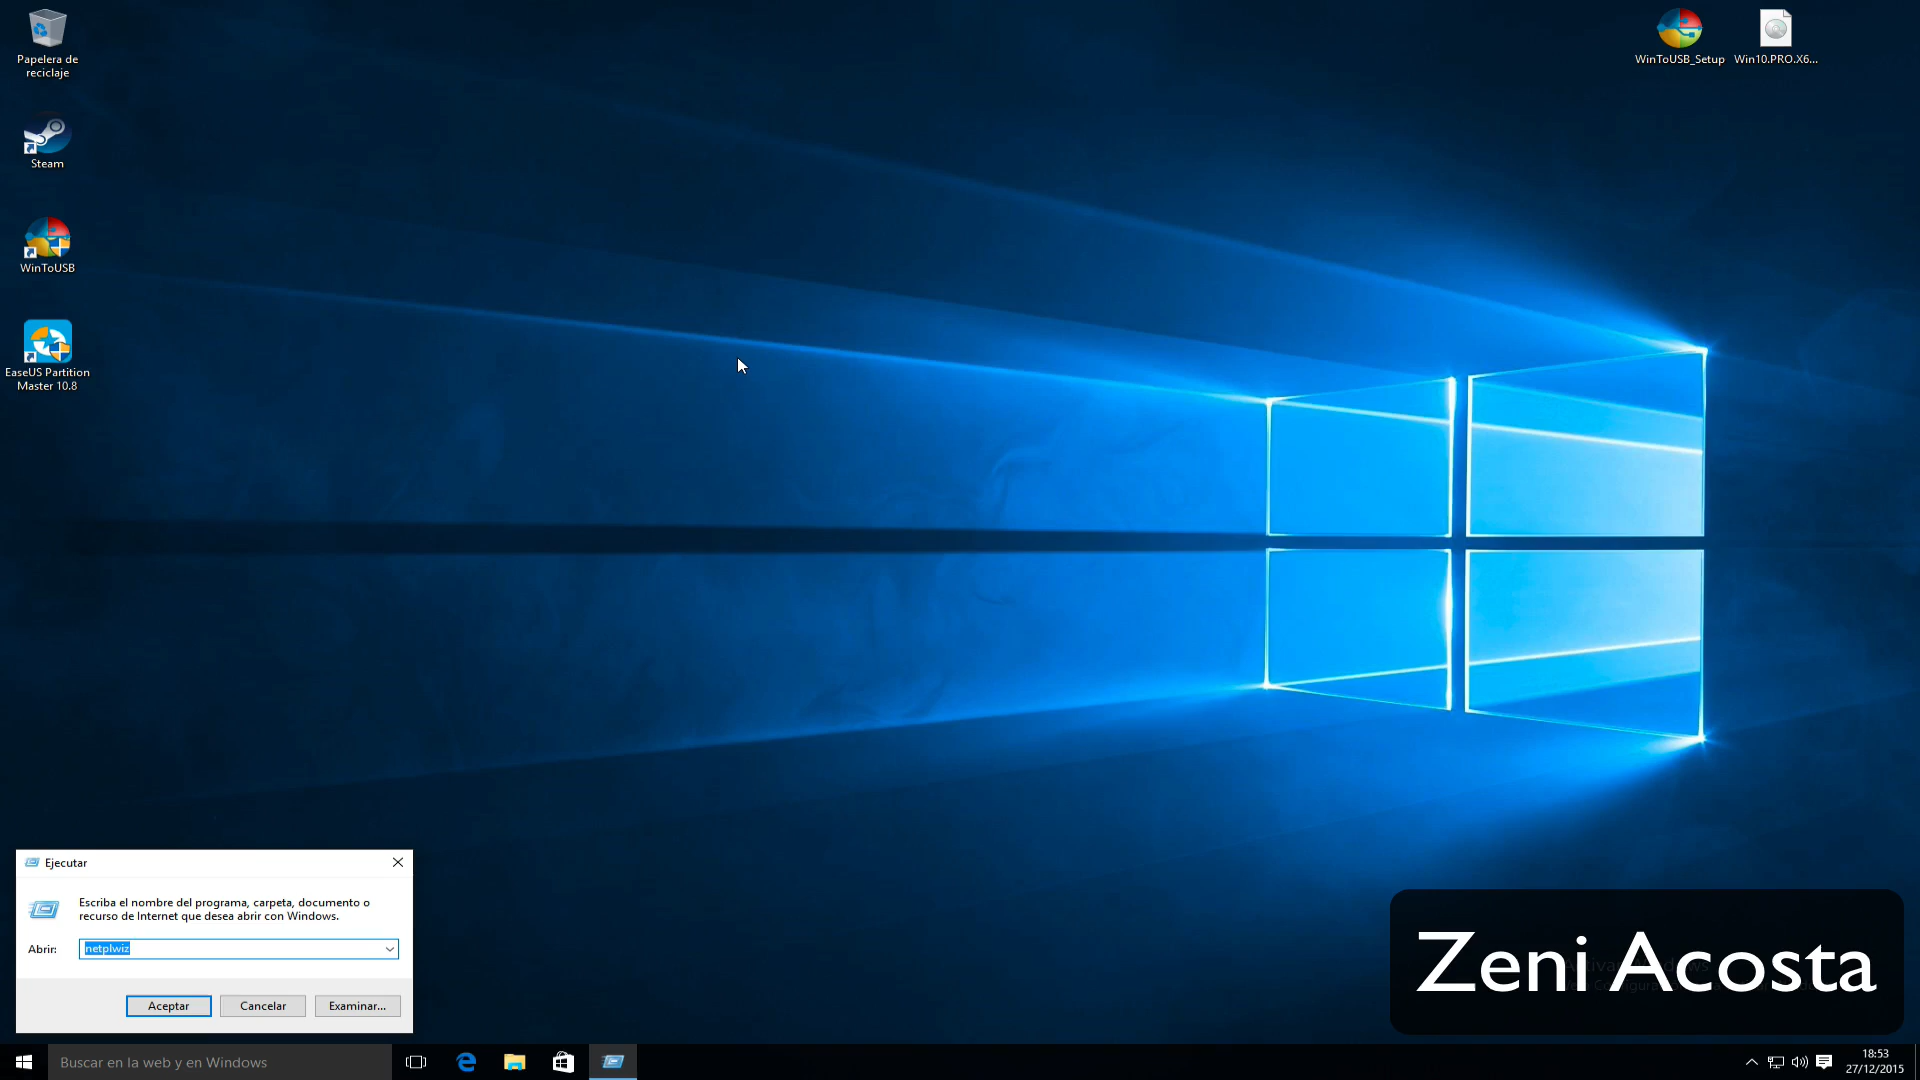 Papelera de
reciclaje
Steam
WinToUSB
EaseUS Partition
Master 10.8
WinToUSB_Setup
Win10.PRO.X6...
Ejecutar
Escriba el nombre del programa, carpeta, documento o
recurso de Internet que desea abrir con Windows.
Abrir:
netplwiz
Aceptar
Cancelar
Examinar...
Zeni Acosta
Buscar en la web y en Windows
18:53
27/12/2015